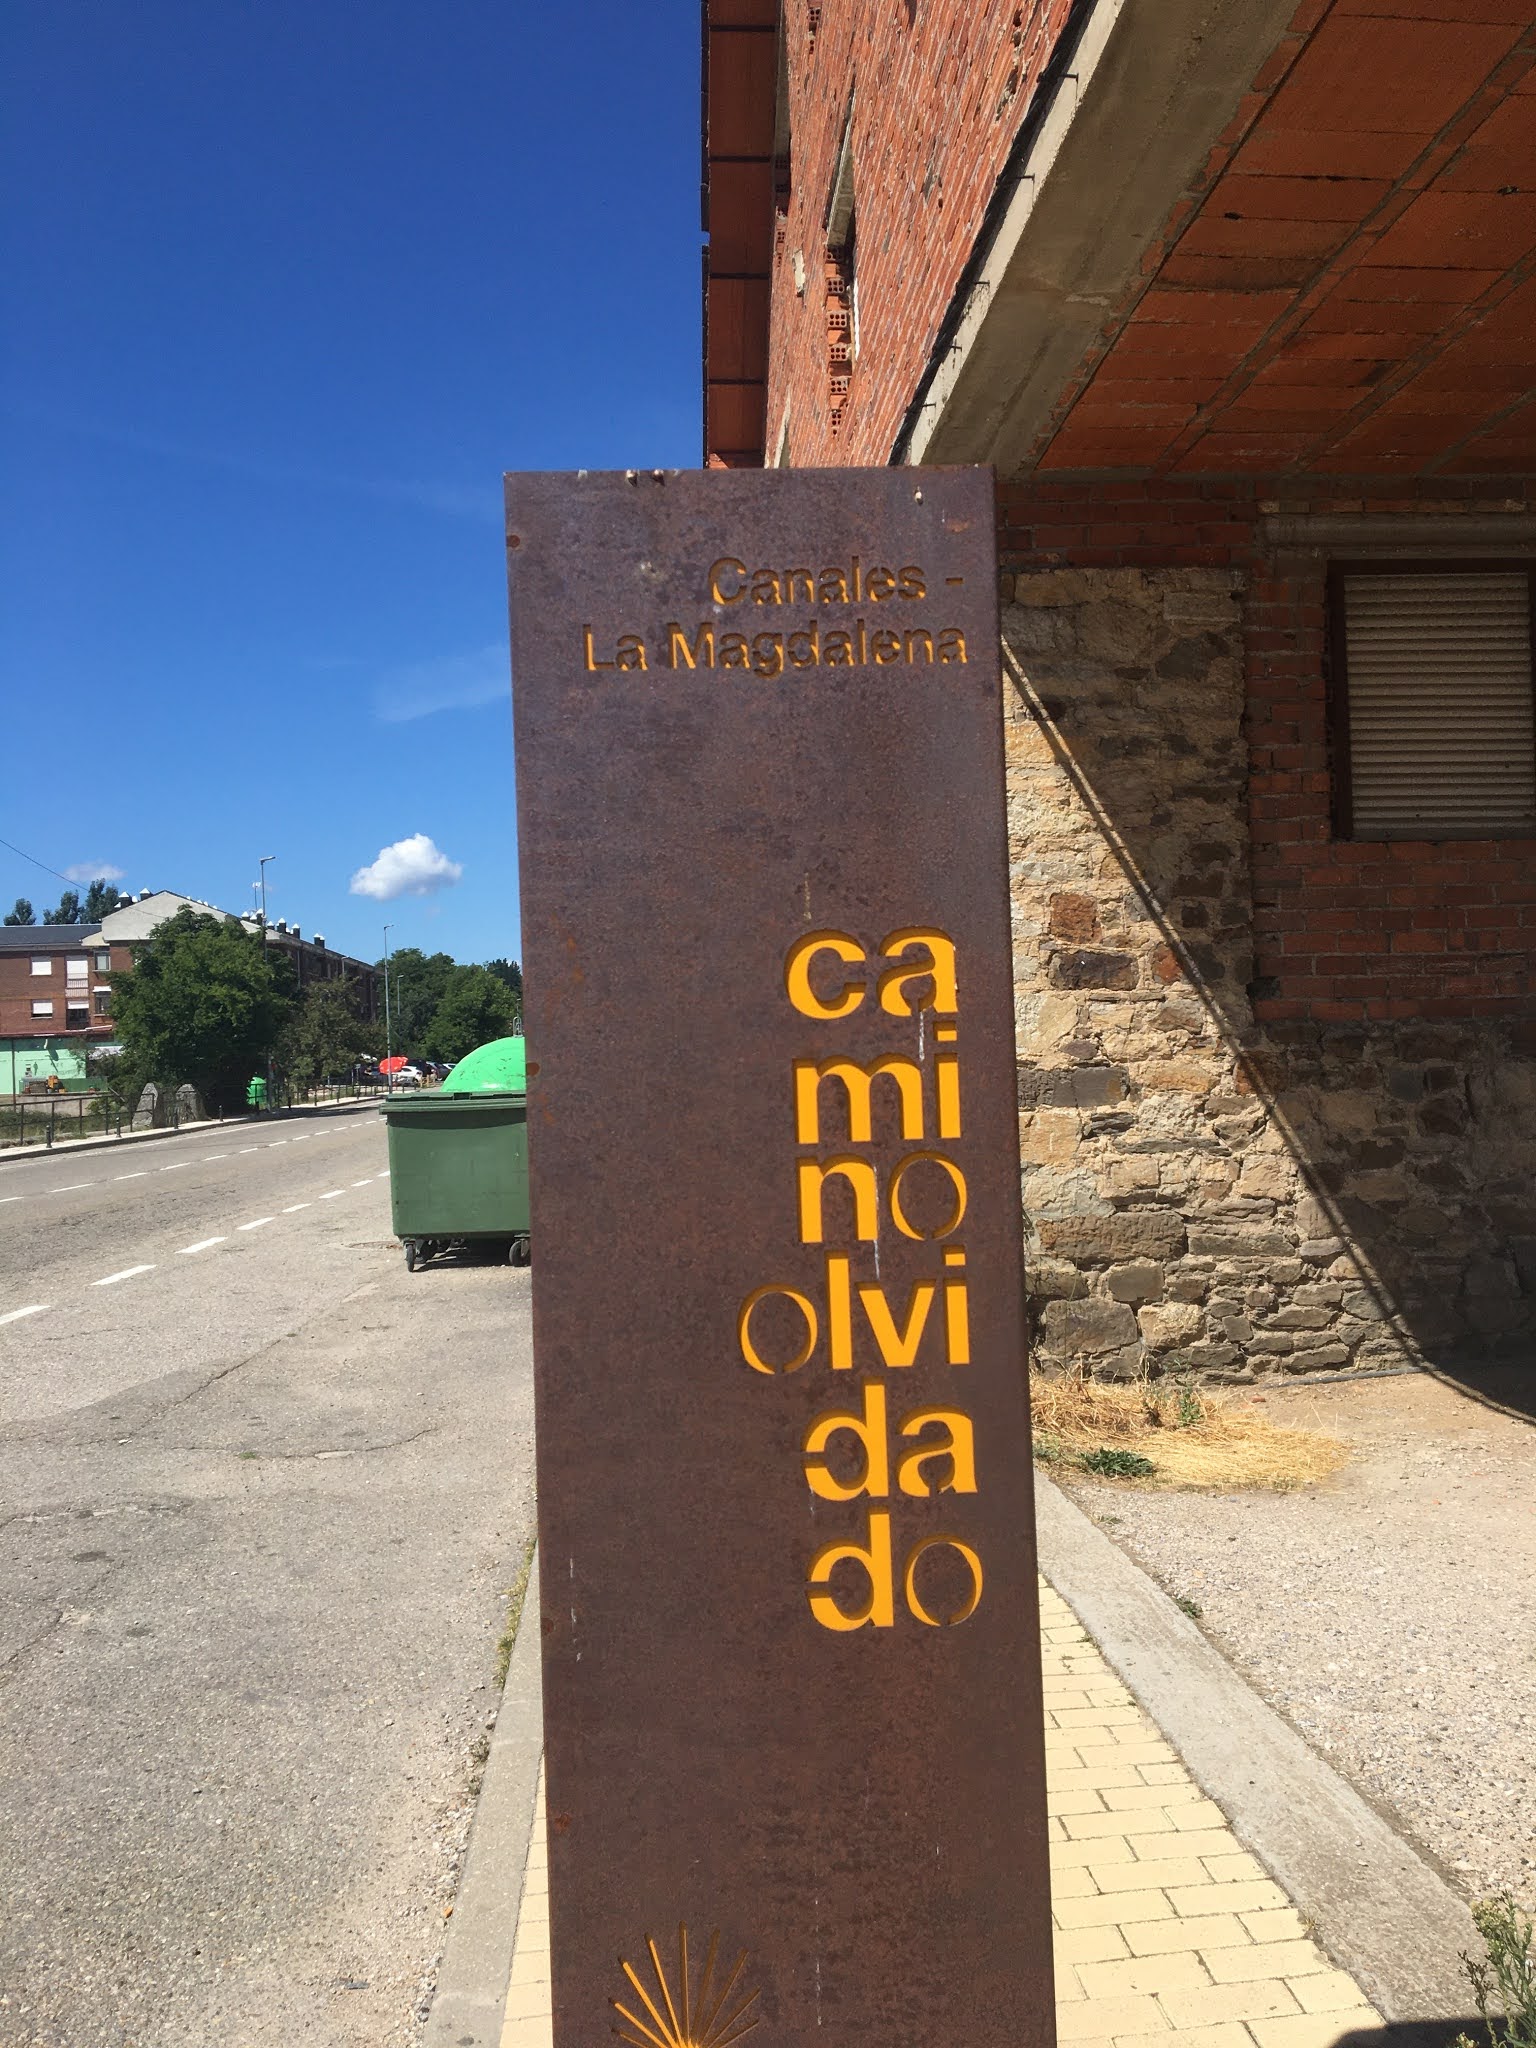 Canales -
La Magdalena
ca
mi
no
olvi
da
do